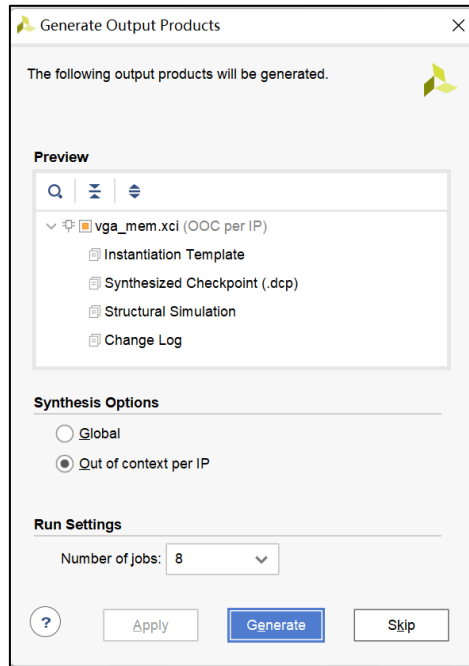 Generate Output Products
The following output products will be generated.
Preview
vga_mem.xci (OOC per IP)
Instantiation Template
Synthesized Checkpoint (.dcp)
Structural Simulation
Change Log
Synthesis Options
Global
Out of context per IP
Run Settings
Number of jobs: 8
? Apply Generate Skip